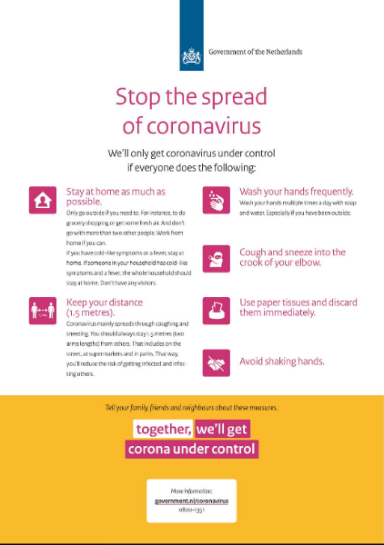 Government of the Netherlands
Stop the spread
of coronavirus
We'll only get coronavirus under control
if everyone does the following:
Stay at home as much as
possible.
Only go outside if you need to. For instance, to do
grocery shopping or get some fresh air. And don't
go with more than two other people. Work from
home if you can.
If you have cold-like symptoms or a fever, stay at
home. If someone in your household has cold-like
symptoms and a fever, the whole household should
stay at home. Don't have any visitors.
Keep your distance
(1.5 metres).
Coronavirus mainly spreads through coughing and
sneezing. You should always stay 1.5 metres (two
arms lengths) from others. That includes on the
street, at supermarkets and in parks. That way,
you'll reduce the risk of getting infected and infec-
ting others.
Wash your hands frequently.
Wash your hands multiple times a day with soap
and water. Especially if you have been outside.
Cough and sneeze into the
crook of your elbow.
Use paper tissues and discard
them immediately.
Avoid shaking hands.
Tell your family, friends and neighbours about these measures.
together, we'll get
corona under control
More information:
government.nl/coronavirus
0800-1351